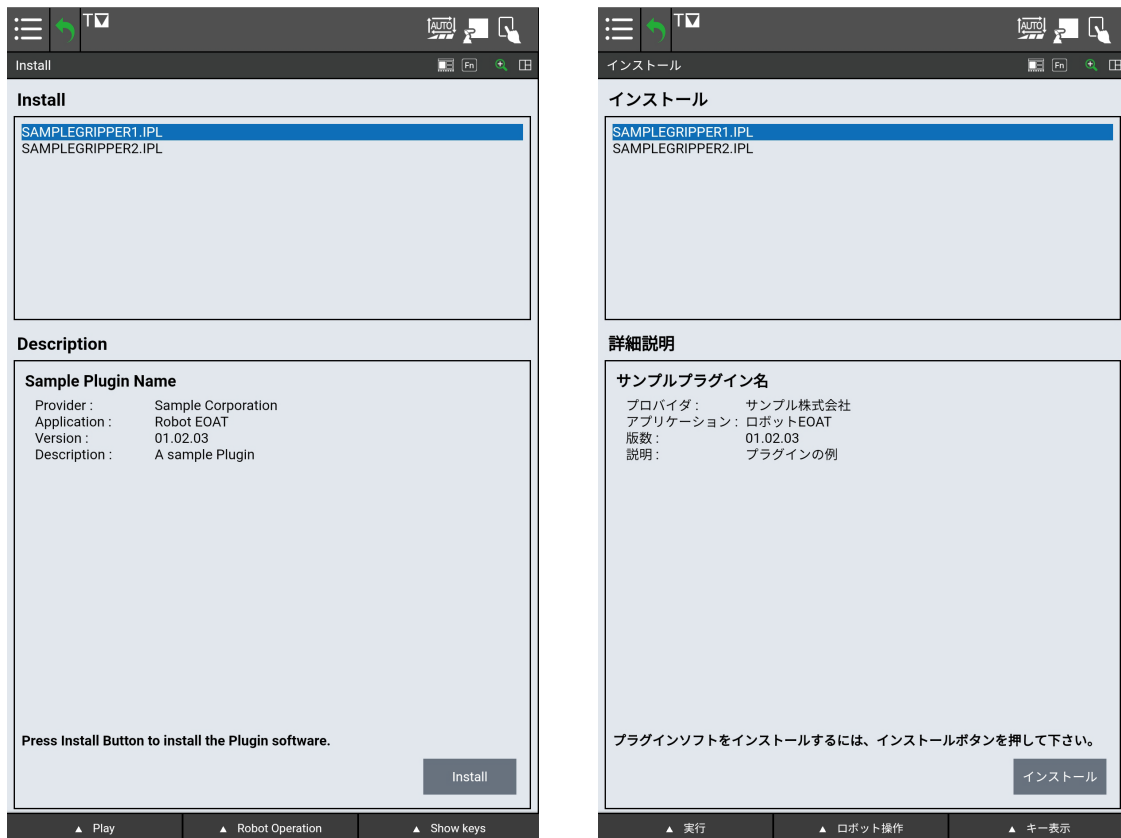 T
AUTO
Install
Fn
Install
SAMPLEGRIPPER1.IPL
SAMPLEGRIPPER2.IPL
Description
Sample Plugin Name
Provider : Sample Corporation
Application : Robot EOAT
Version : 01.02.03
Description : A sample Plugin
Press Install Button to install the Plugin software.
Install
▲ Play ▲ Robot Operation ▲ Show keys
T
AUTO
インストール
Fn
インストール
SAMPLEGRIPPER1.IPL
SAMPLEGRIPPER2.IPL
詳細説明
サンプルプラグイン名
プロバイダ : サンプル株式会社
アプリケーション : ロボットEOAT
版数 : 01.02.03
説明 : プラグインの例
プラグインソフトをインストールするには、インストールボタンを押して下さい。
インストール
▲ 実行 ▲ ロボット操作 ▲ キー表示